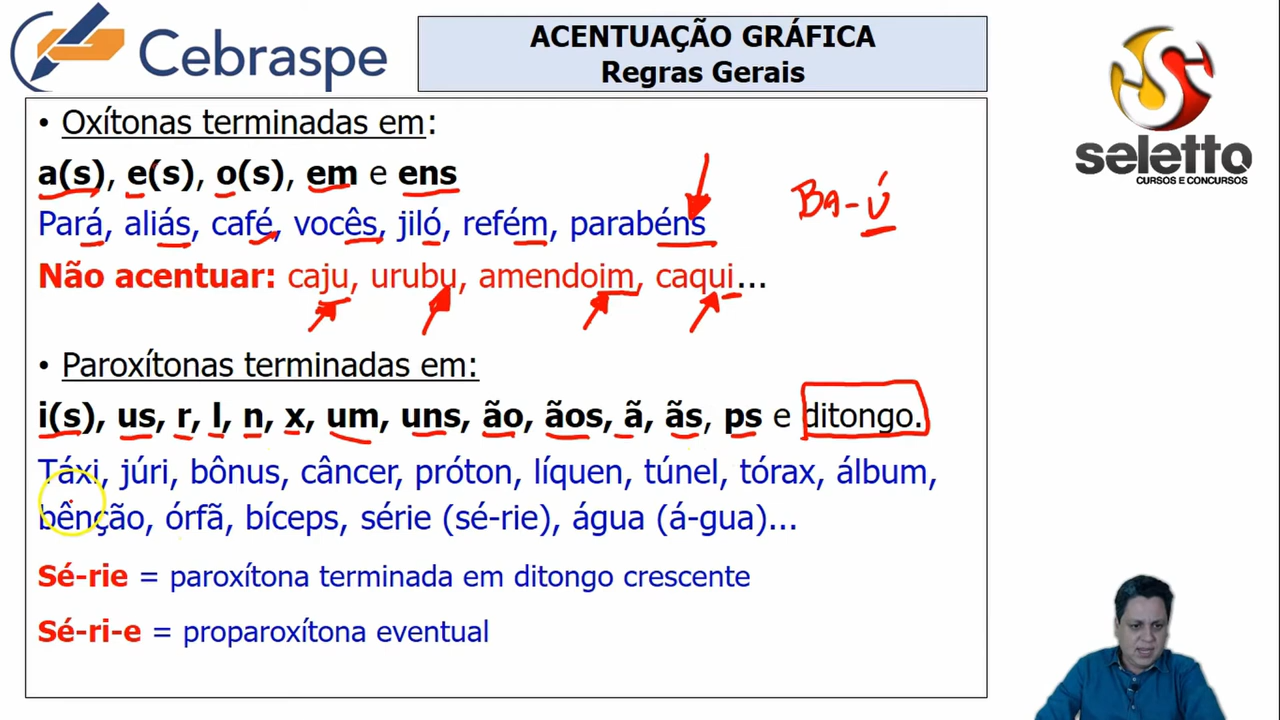 Cebraspe
ACENTUAÇÃO GRÁFICA
Regras Gerais
seletto
CURSOS E CONCURSOS
• Oxítonas terminadas em:
a(s), e(s), o(s), em e ens
BA-Ú
Pará, aliás, café, vocês, jiló, refém, parabéns
Não acentuar: caju, urubu, amendoim, caqui...
• Paroxítonas terminadas em:
i(s), us, r, l, n, x, um, uns, ão, ãos, ã, ãs, ps e ditongo.
Táxi, júri, bônus, câncer, próton, líquen, túnel, tórax, álbum,
bênção, órfã, bíceps, série (sé-rie), água (á-gua)...
Sé-rie = paroxítona terminada em ditongo crescente
Sé-ri-e = proparoxítona eventual